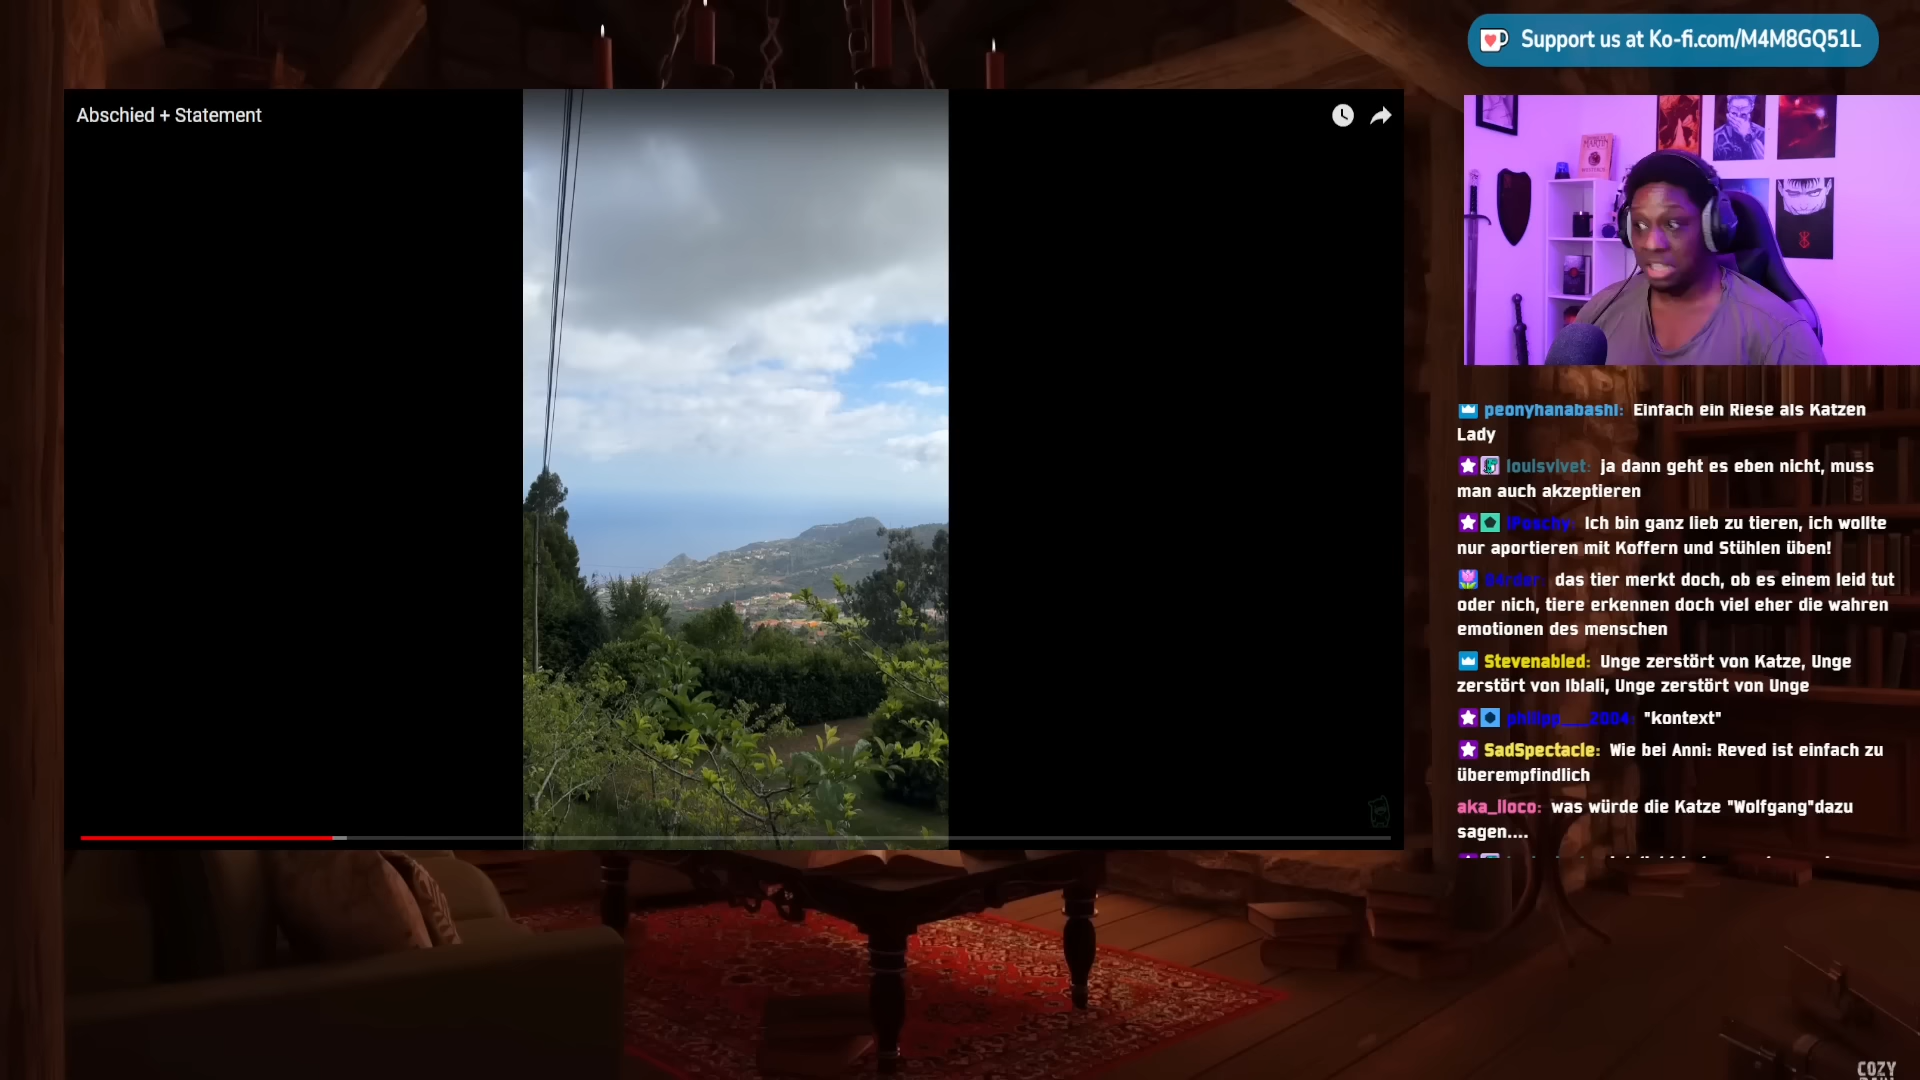 Support us at Ko-fi.com/M4M8GQ51L
Abschied + Statement
MARTIN
peonyhanabashi: Einfach ein Riese als Katzen
Lady
louisvivet: ja dann geht es eben nicht, muss
man auch akzeptieren
IPoschy: Ich bin ganz lieb zu tieren, ich wollte
nur aportieren mit Koffern und Stühlen üben!
das tier merkt doch, ob es einem leid tut
oder nich, tiere erkennen doch viel eher die wahren
emotionen des menschen
Stevenabled: Unge zerstört von Katze, Unge
zerstört von Iblali, Unge zerstört von Unge
philipp___2004: "kontext"
SadSpectacle: Wie bei Anni: Reved ist einfach zu
überempfindlich
aka_lloco: was würde die Katze "Wolfgang"dazu
sagen....
COZY